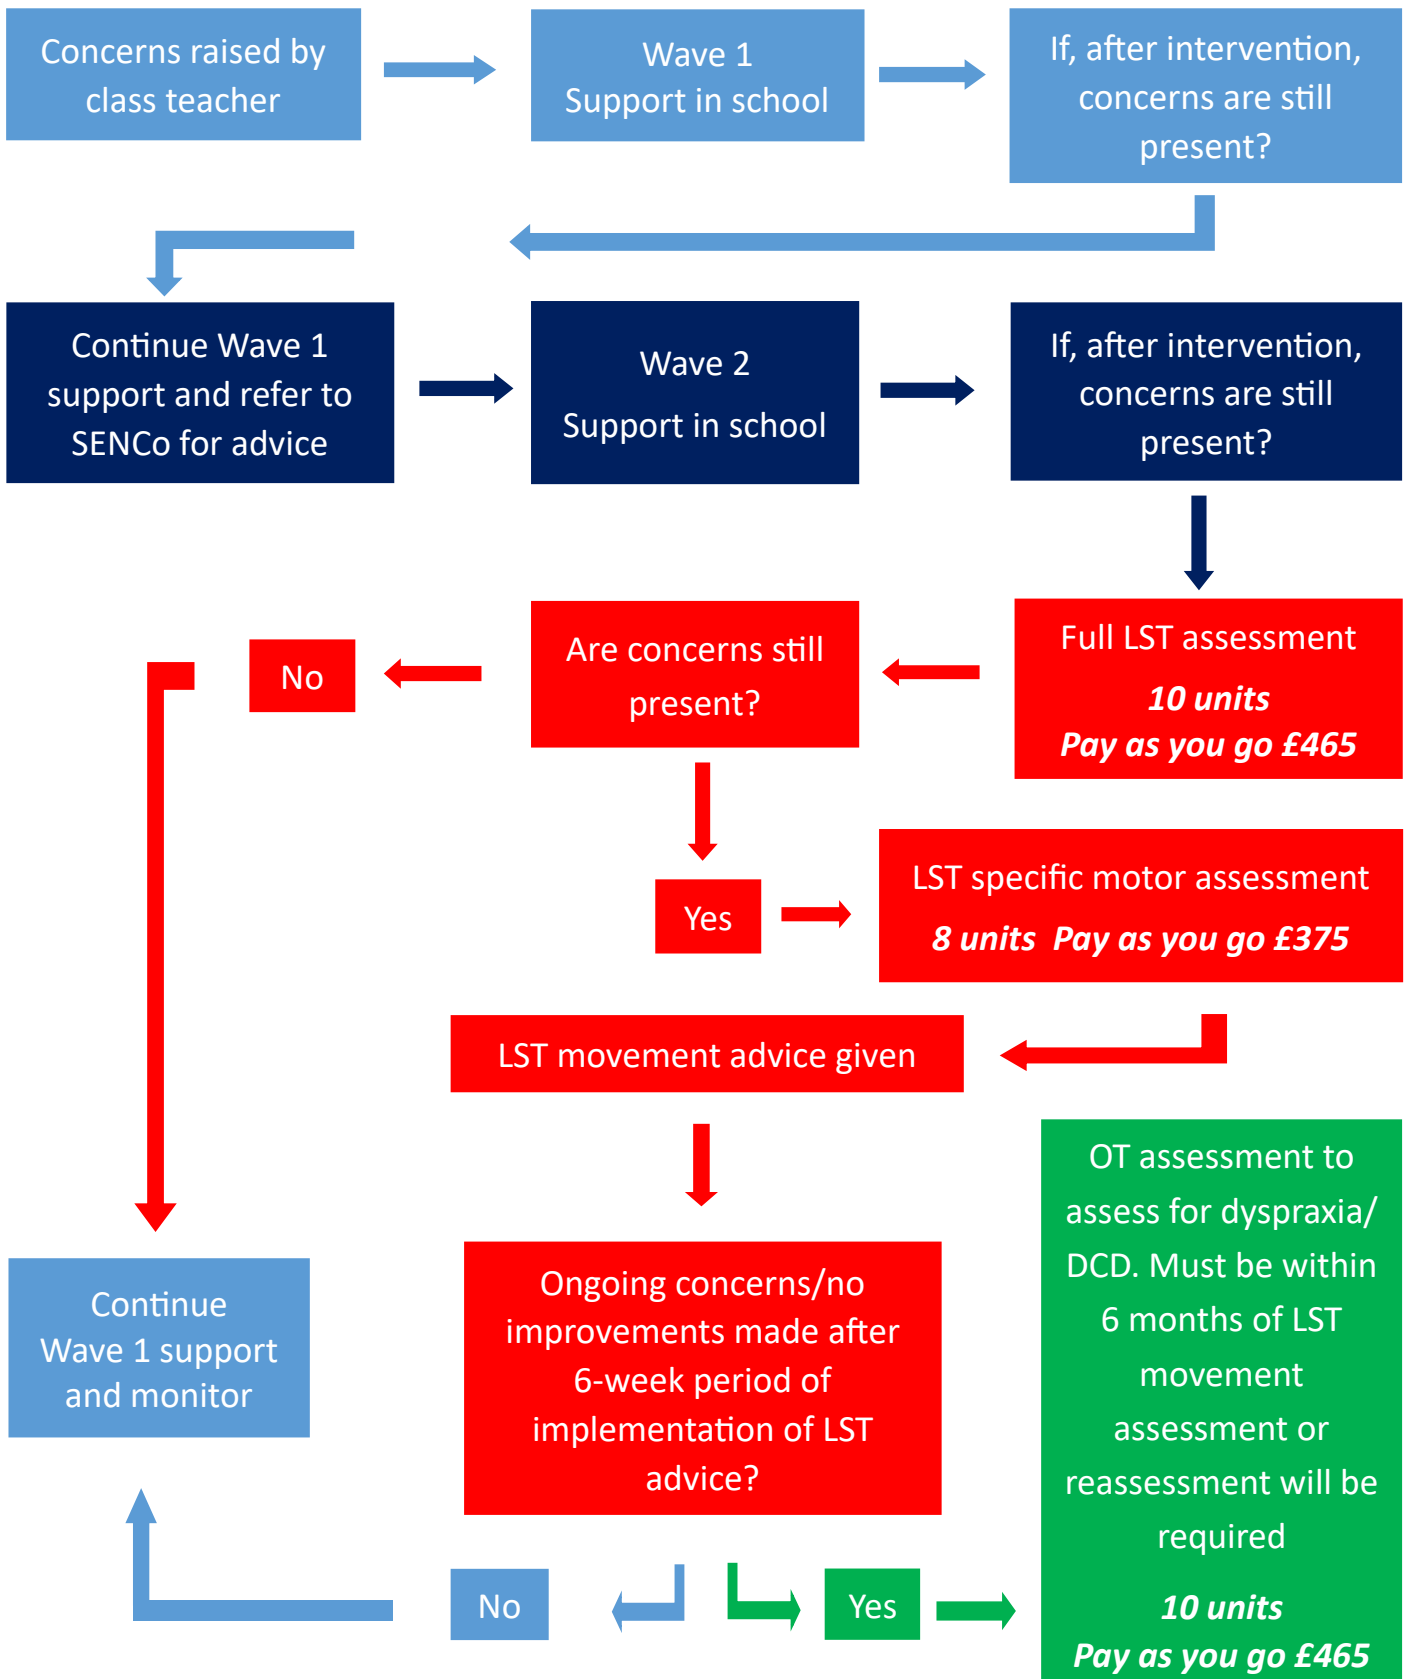 Concerns raised by
class teacher
Wave 1
Support in school
If, after intervention,
concerns are still
present?
Continue Wave 1
support and refer to
SENCo for advice
Wave 2
Support in school
If, after intervention,
concerns are still
present?
Full LST assessment
10 units
Pay as you go £465
Are concerns still
present?
No
Yes
LST specific motor assessment
8 units  Pay as you go £375
LST movement advice given
Ongoing concerns/no
improvements made after
6-week period of
implementation of LST
advice?
OT assessment to
assess for dyspraxia/
DCD. Must be within
6 months of LST
movement
assessment or
reassessment will be
required
10 units
Pay as you go £465
Continue
Wave 1 support
and monitor
No
Yes